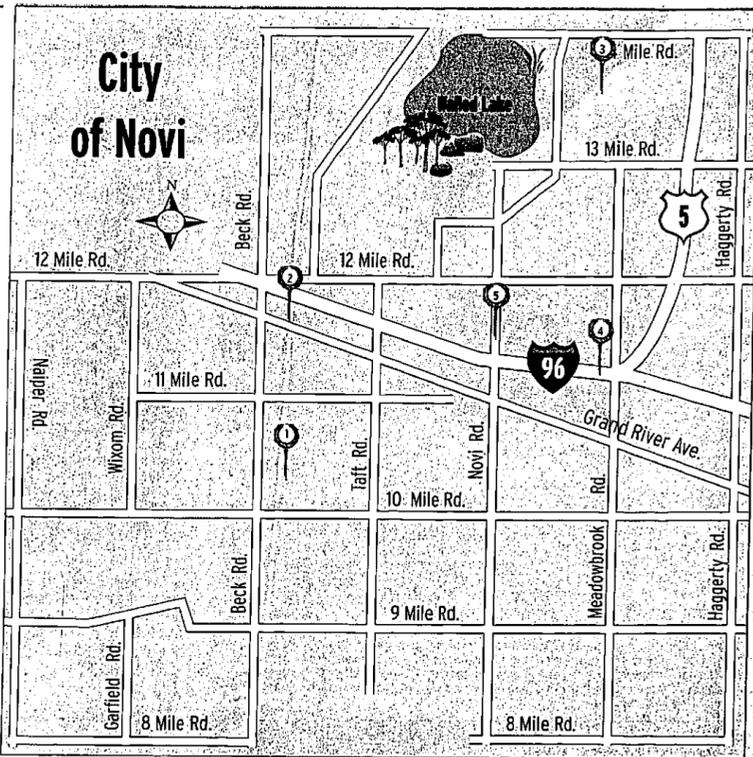 City
of Novi
N
3
Mile Rd.
Walled Lake
13 Mile Rd.
Beck Rd.
5
Haggerty Rd.
12 Mile Rd.
12 Mile Rd.
2
5
4
96
Naiper Rd
11 Mile Rd.
Wixom Rd.
1
Taft Rd.
Novi Rd.
Grand River Ave.
Rd.
10 Mile Rd.
Beck Rd.
Meadowbrook
Haggerty Rd.
9 Mile Rd.
Garfield Rd.
8 Mile Rd.
8 Mile Rd.